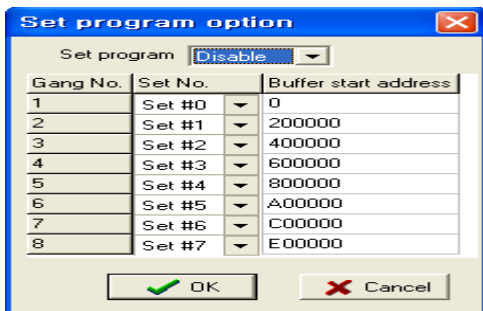 Set program option
Set program Disable
Gang No. Set No. Buffer start address
1 Set #0 0
2 Set #1 200000
3 Set #2 400000
4 Set #3 600000
5 Set #4 800000
6 Set #5 A00000
7 Set #6 C00000
8 Set #7 E00000
OK Cancel